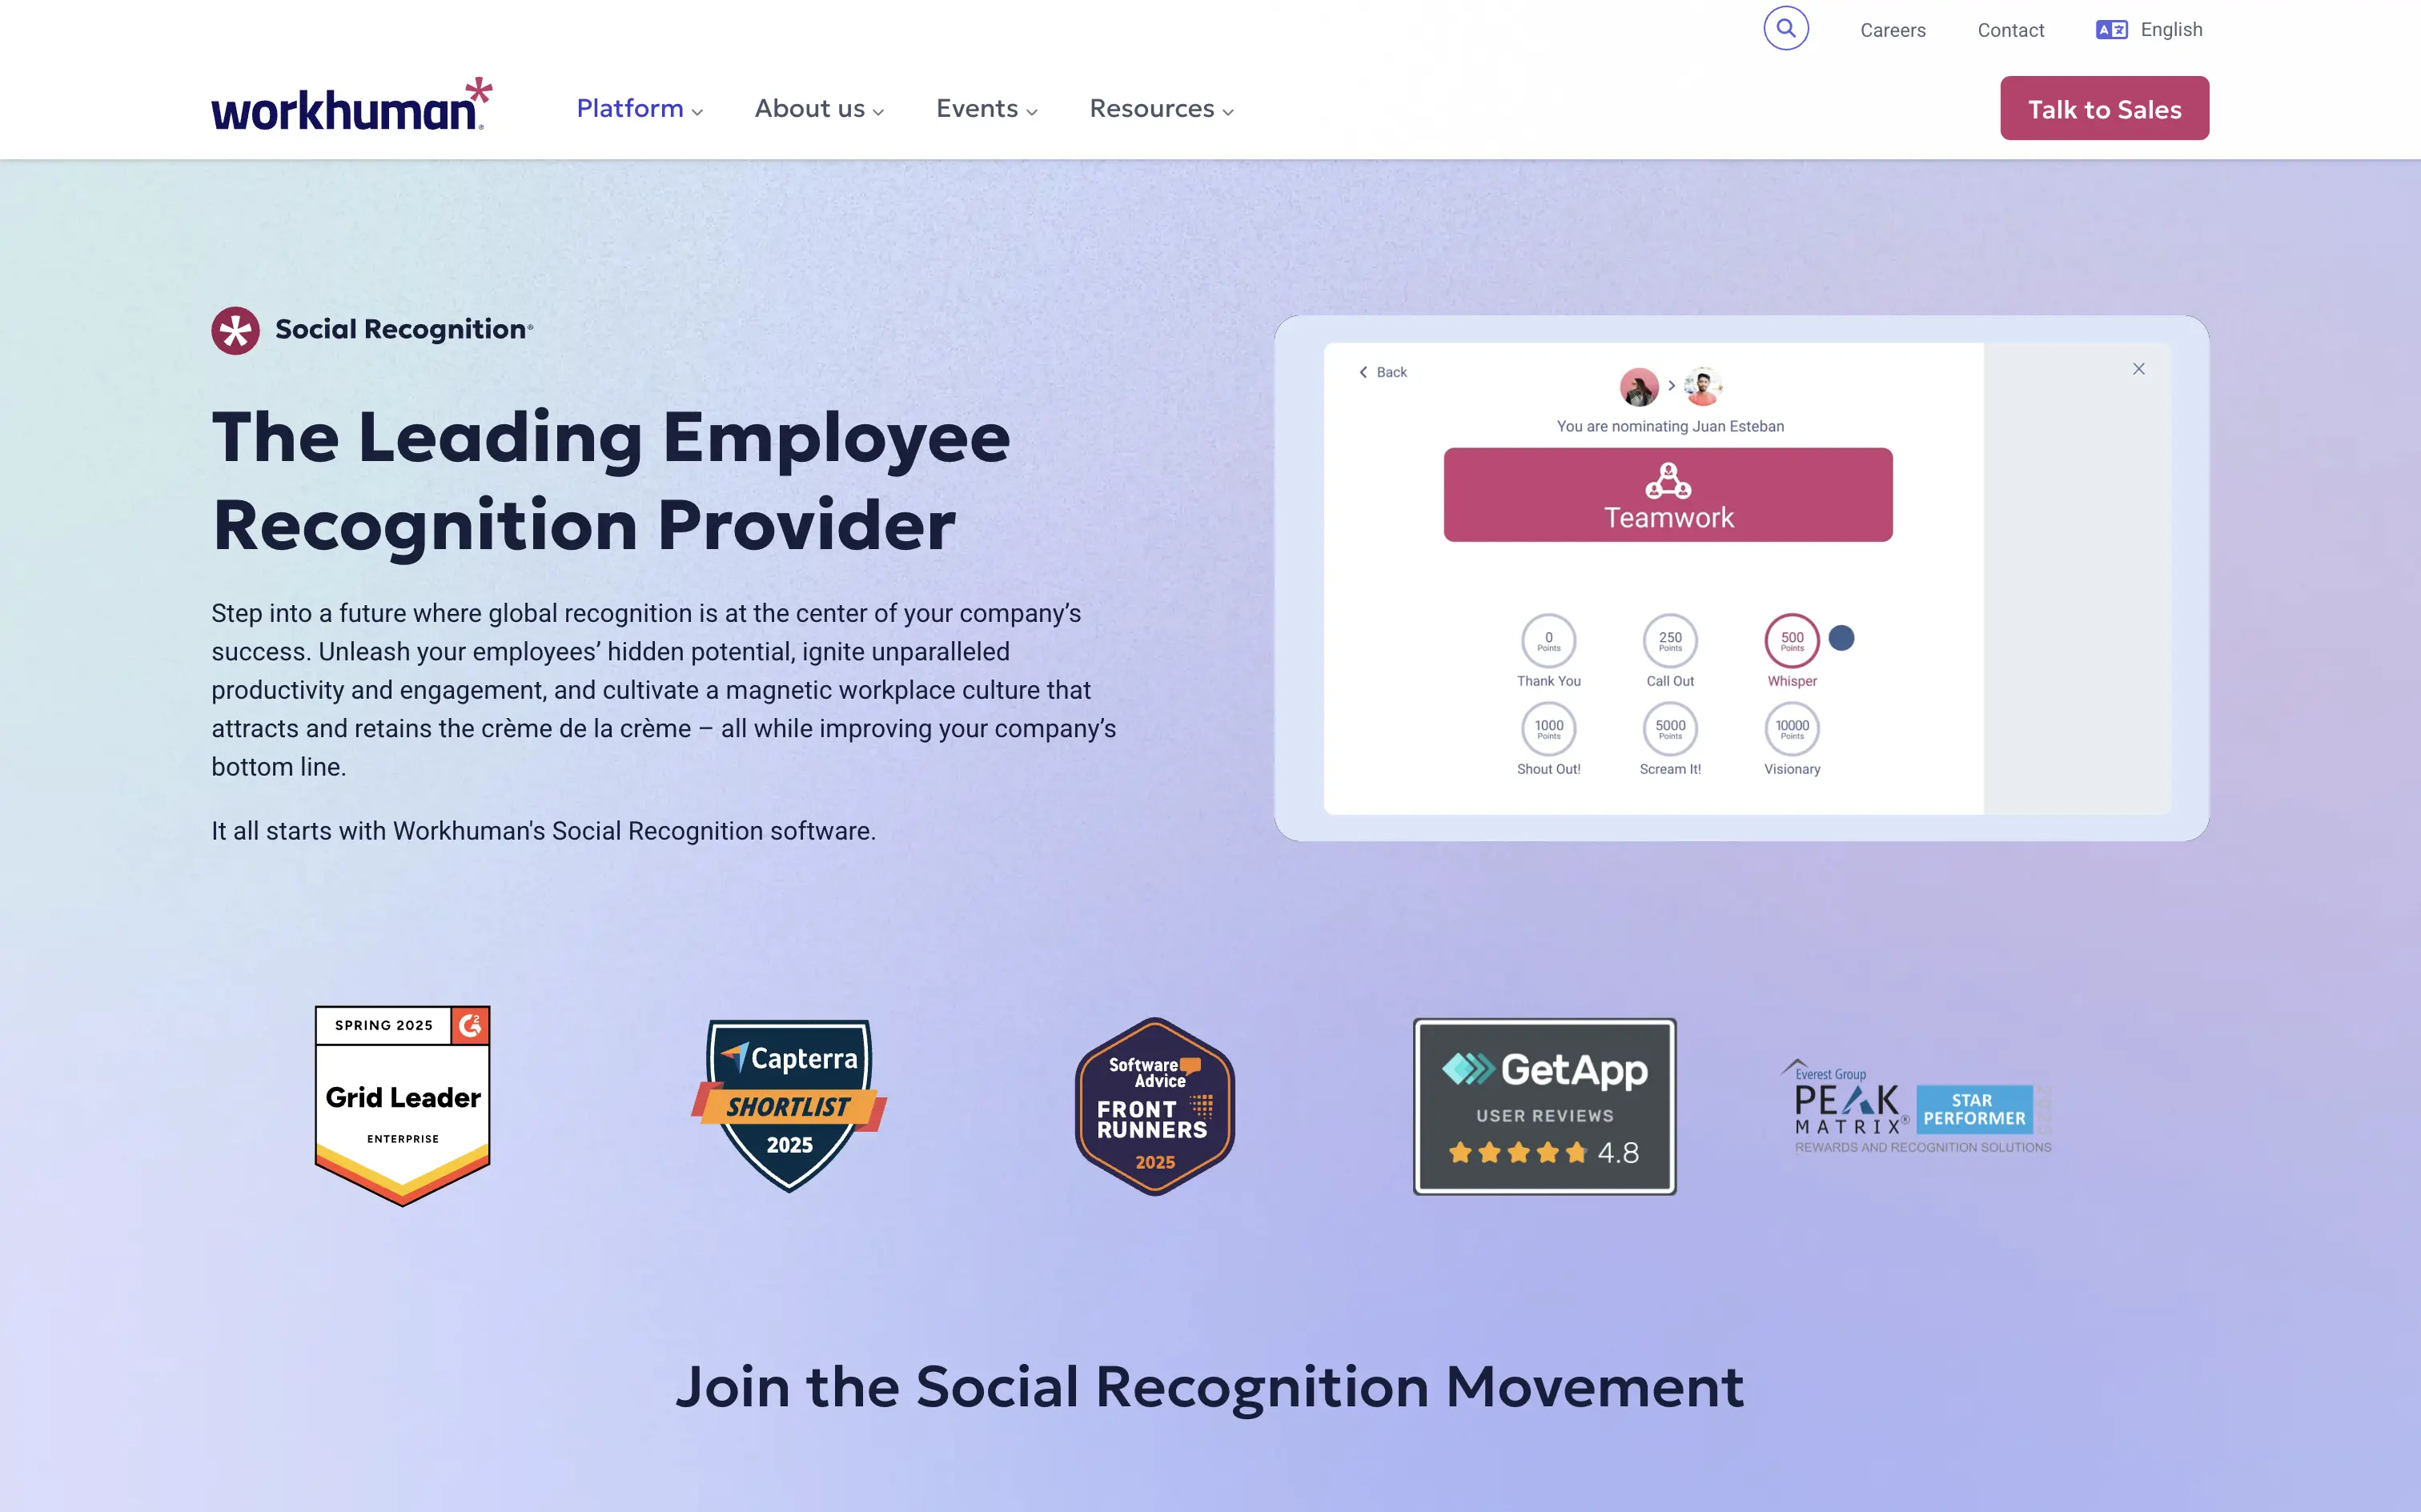 Careers
Contact
English
workhuman*
Platform
About us
Events
Resources
Talk to Sales
Social Recognition®
The Leading Employee
Recognition Provider
Step into a future where global recognition is at the center of your company’s
success. Unleash your employees’ hidden potential, ignite unparalleled
productivity and engagement, and cultivate a magnetic workplace culture that
attracts and retains the crème de la crème – all while improving your company’s
bottom line.
It all starts with Workhuman's Social Recognition software.
Back
You are nominating Juan Esteban
Teamwork
0
Points
Thank You
250
Points
Call Out
500
Points
Whisper
1000
Points
Shout Out!
5000
Points
Scream It!
10000
Points
Visionary
SPRING 2025
G2
Grid Leader
ENTERPRISE
Capterra
SHORTLIST
2025
Software
Advice
FRONT
RUNNERS
2025
GetApp
USER REVIEWS
4.8
Everest Group
PEAK
MATRIX®
STAR
PERFORMER
REWARDS AND RECOGNITION SOLUTIONS
Join the Social Recognition Movement